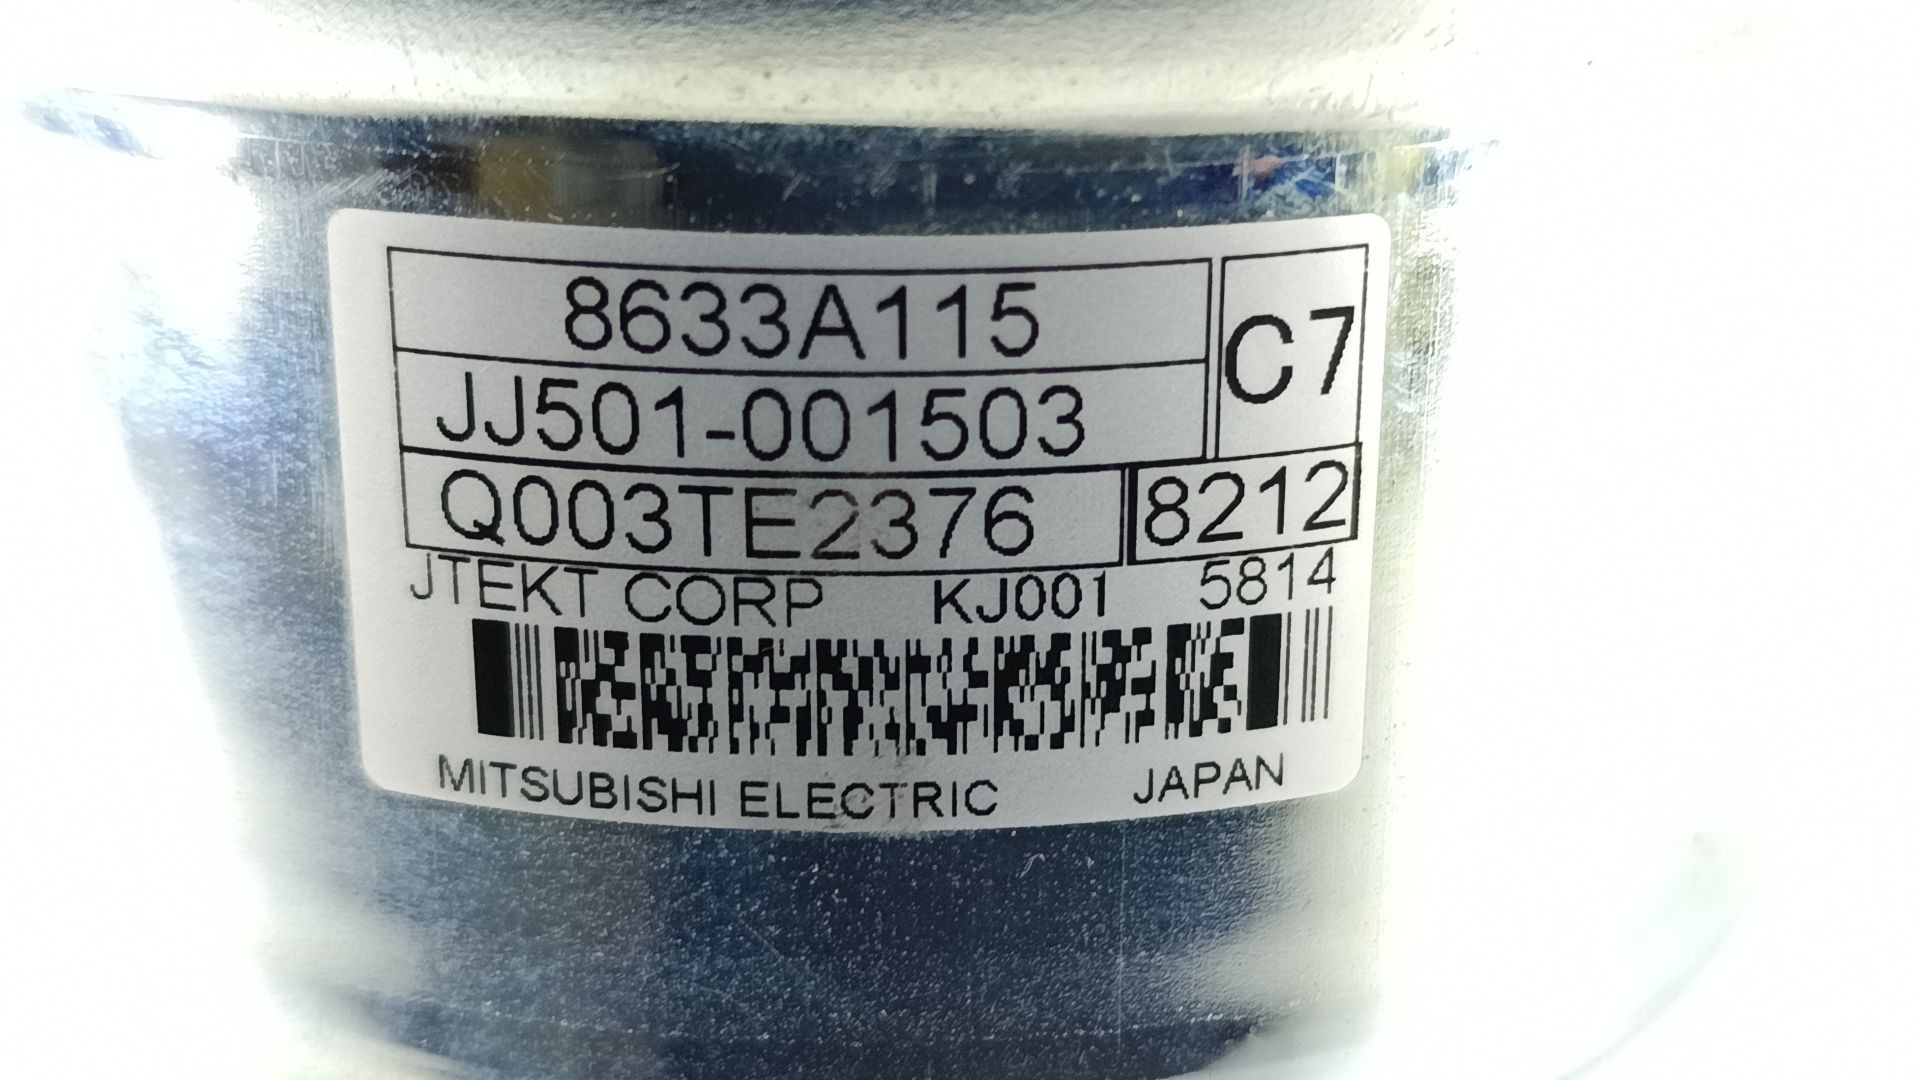 8633A115
C7
JJ501-001503
Q003TE2376 8212
JTEKT CORP KJ001 5814
MITSUBISHI ELECTRIC JAPAN